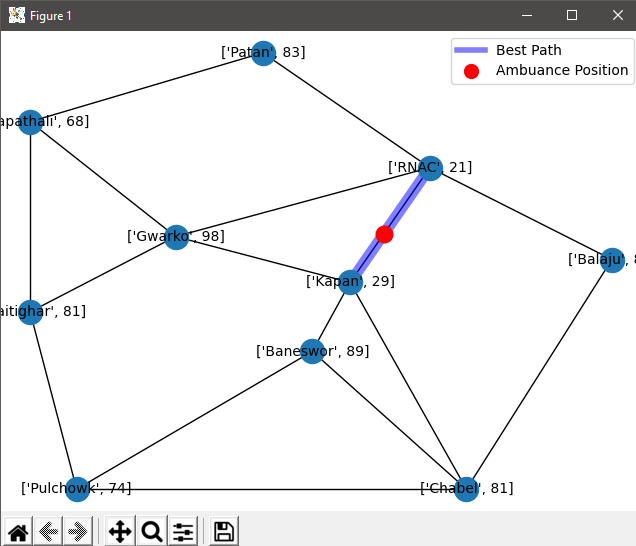 Figure 1
Best Path
Ambuance Position
['Patan', 83]
apathali', 68]
['RNAC', 21]
['Gwarko', 98]
['Balaju',
['Kapan', 29]
aitighar', 81]
['Baneswor', 89]
['Pulchowk', 74]
['Chabel', 81]